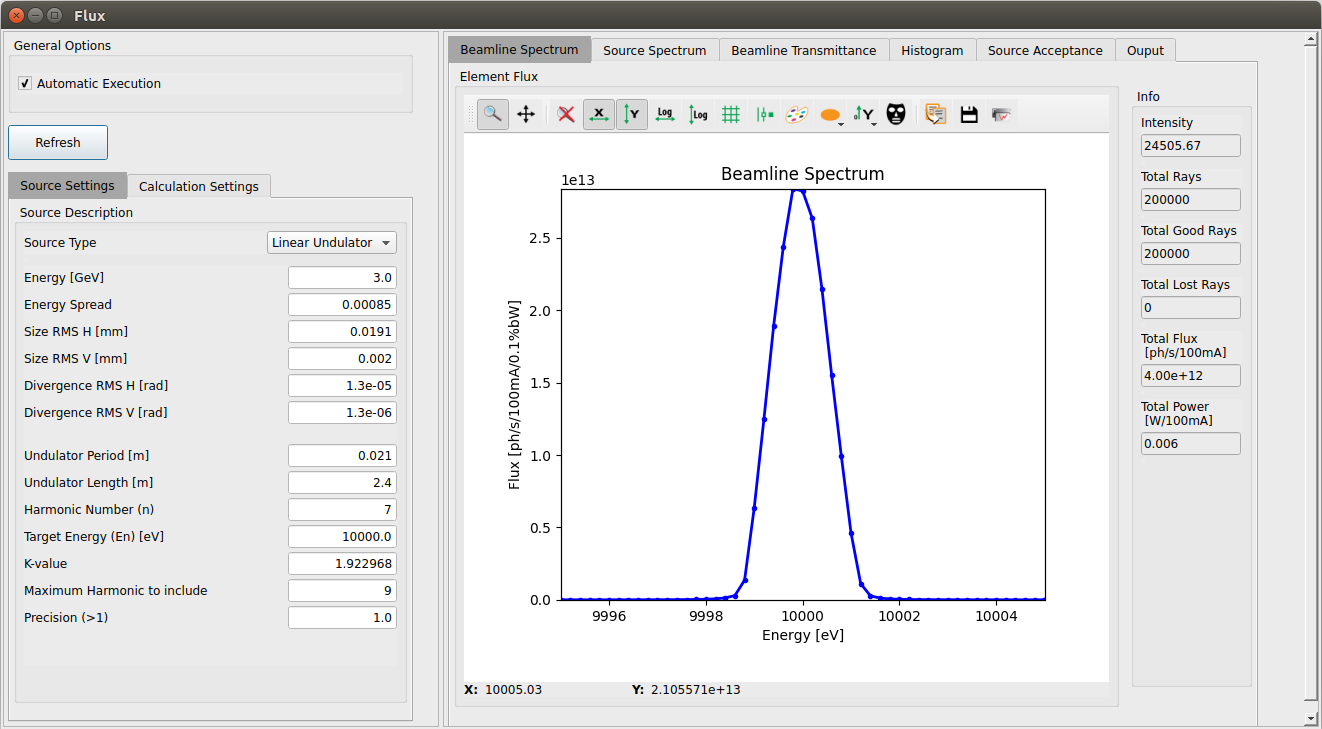 Flux
General Options
Automatic Execution
Refresh
Source Settings Calculation Settings
Source Description
Source Type Linear Undulator
Energy [GeV] 3.0
Energy Spread 0.00085
Size RMS H [mm] 0.0191
Size RMS V [mm] 0.002
Divergence RMS H [rad] 1.3e-05
Divergence RMS V [rad] 1.3e-06
Undulator Period [m] 0.021
Undulator Length [m] 2.4
Harmonic Number (n) 7
Target Energy (En) [eV] 10000.0
K-value 1.922968
Maximum Harmonic to include 9
Precision (>1) 1.0
Beamline Spectrum Source Spectrum Beamline Transmittance Histogram Source Acceptance Ouput
Element Flux
X Y Log Log Y
Beamline Spectrum
1e13
Flux [ph/s/100mA/0.1%bW]
2.5
2.0
1.5
1.0
0.5
0.0
9996 9998 10000 10002 10004
Energy [eV]
X: 10005.03 Y: 2.105571e+13
Info
Intensity
24505.67
Total Rays
200000
Total Good Rays
200000
Total Lost Rays
0
Total Flux
[ph/s/100mA]
4.00e+12
Total Power
[W/100mA]
0.006